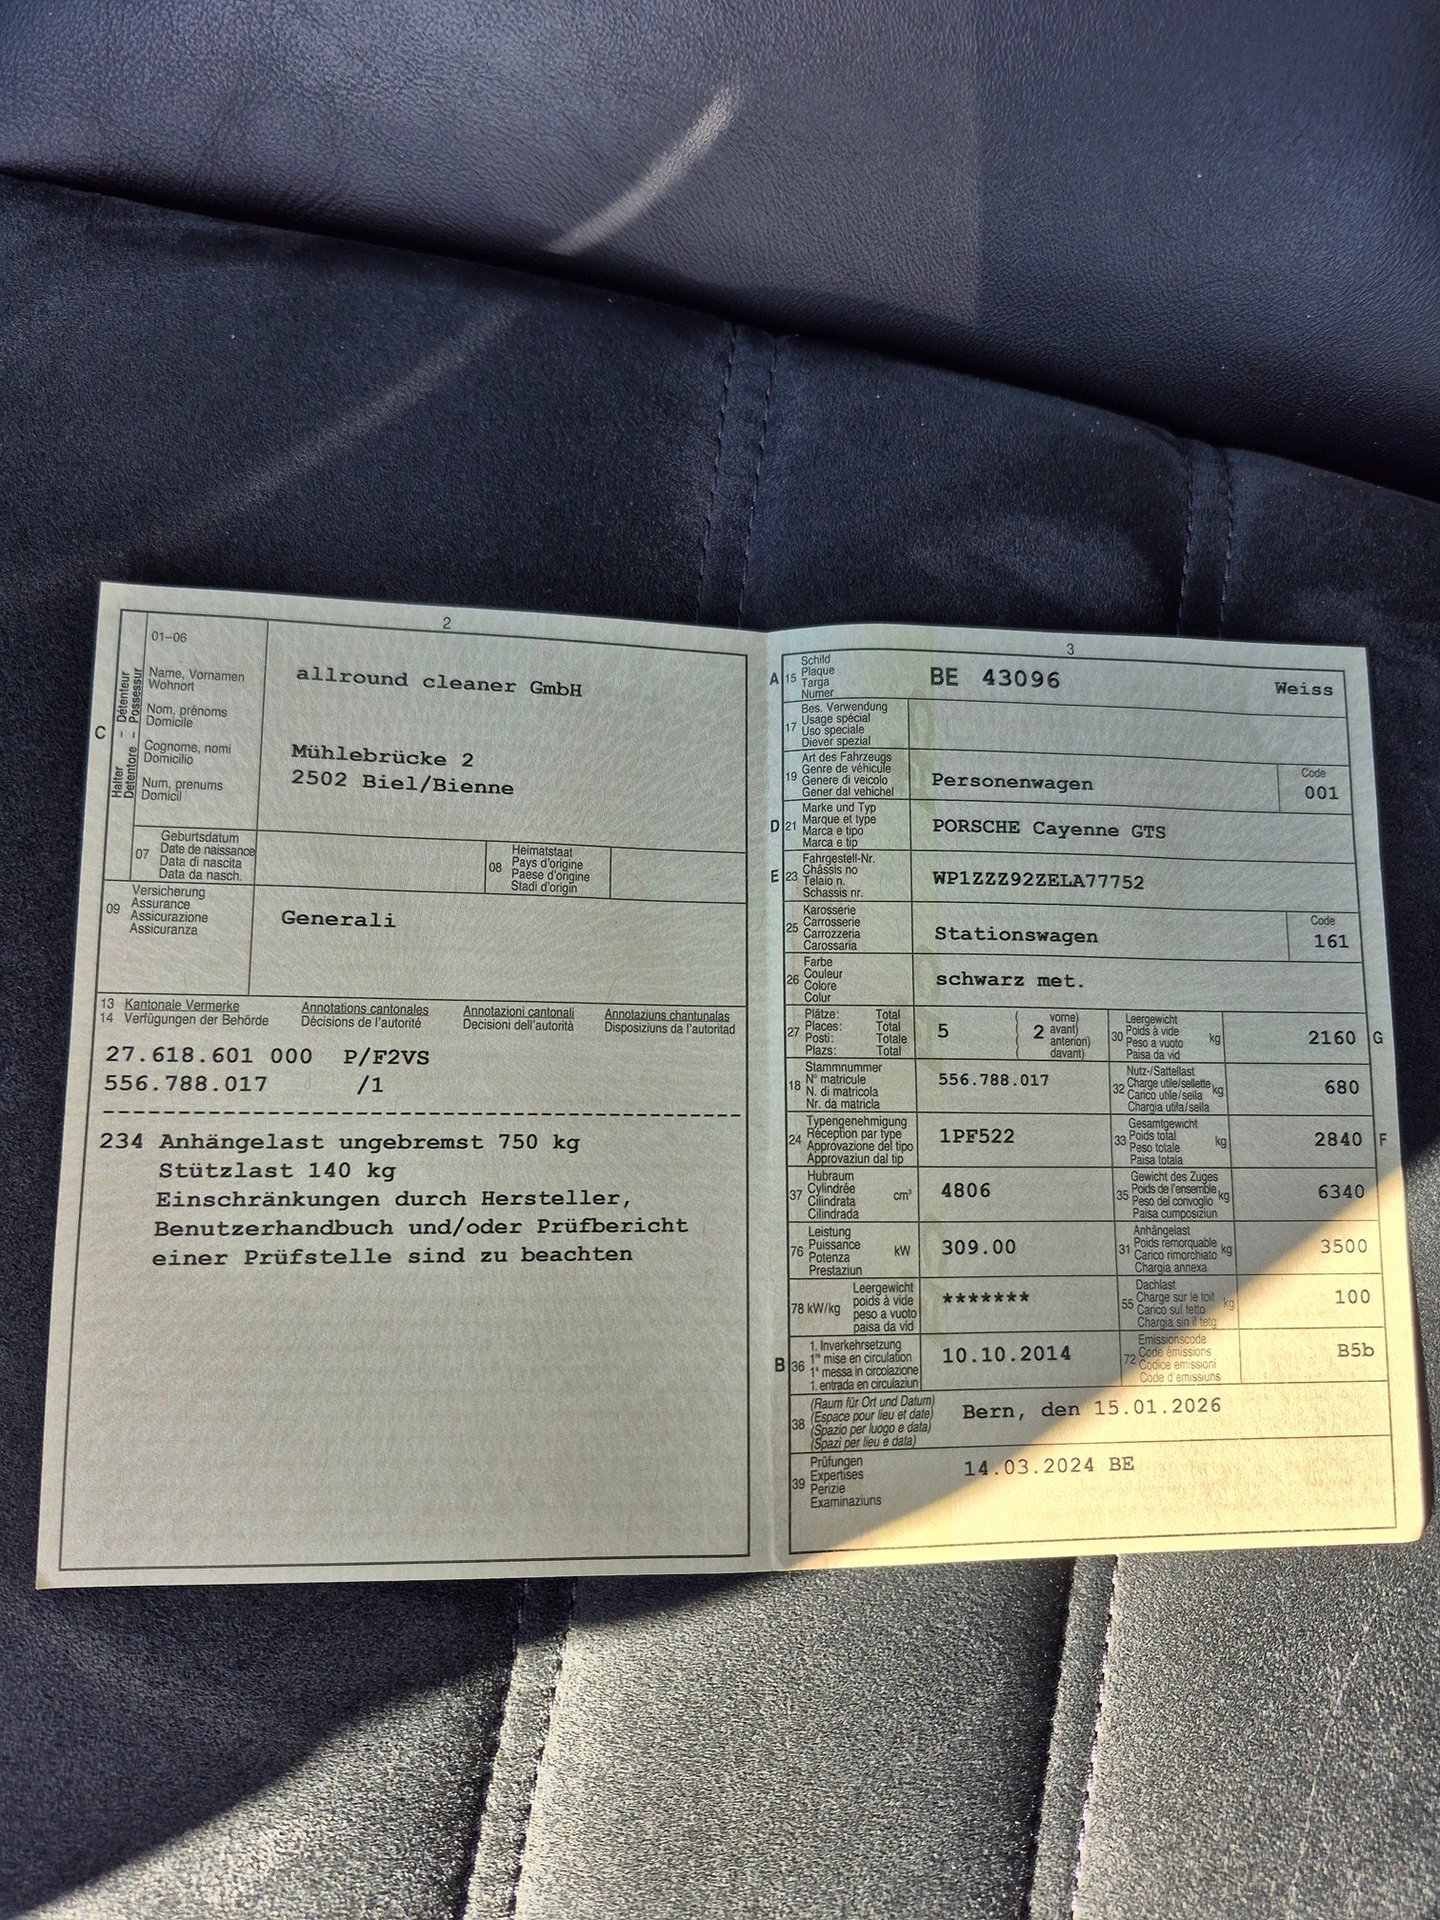 2
01–06
Halter – Détenteur
Detentore – Possessur
C
Name, Vornamen
Wohnort
Nom, prénoms
Domicile
Cognome, nomi
Domicilio
Num, prenums
Domicil
allround cleaner GmbH
Mühlebrücke 2
2502 Biel/Bienne
07
Geburtsdatum
Date de naissance
Data di nascita
Data da nasch.
08
Heimatstaat
Pays d'origine
Paese d'origine
Stadi d'origin
09
Versicherung
Assurance
Assicurazione
Assicuranza
Generali
13 Kantonale Vermerke Annotations cantonales Annotazioni cantonali Annotaziuns chantunalas
14 Verfügungen der Behörde Décisions de l'autorité Decisioni dell'autorità Disposiziuns da l'autoritad
27.618.601 000 P/F2VS
556.788.017 /1
234 Anhängelast ungebremst 750 kg
Stützlast 140 kg
Einschränkungen durch Hersteller,
Benutzerhandbuch und/oder Prüfbericht
einer Prüfstelle sind zu beachten
3
A 15
Schild
Plaque
Targa
Numer
BE 43096 Weiss
17
Bes. Verwendung
Usage spécial
Uso speciale
Diever spezial
19
Art des Fahrzeugs
Genre de véhicule
Genere di veicolo
Gener dal vehichel
Personenwagen
Code
001
D 21
Marke und Typ
Marque et type
Marca e tipo
Marca e tip
PORSCHE Cayenne GTS
E 23
Fahrgestell-Nr.
Châssis no
Telaio n.
Schassis nr.
WP1ZZZ92ZELA77752
25
Karosserie
Carrosserie
Carrozzeria
Carossaria
Stationswagen
Code
161
26
Farbe
Couleur
Colore
Colur
schwarz met.
27
Plätze: Total
Places: Total
Posti: Totale
Plazs: Total
5
2
vorne)
avant)
anteriori)
davant)
30
Leergewicht
Poids à vide
Peso a vuoto
Paisa da vid
kg
2160 G
18
Stammnummer
N° matricule
N. di matricola
Nr. da matricla
556.788.017
32
Nutz-/Sattellast
Charge utile/sellette
Carico utile/sella
Chargia utila/sella
kg
680
24
Typengenehmigung
Réception par type
Approvazione del tipo
Approvaziun dal tip
1PF522
33
Gesamtgewicht
Poids total
Peso totale
Paisa totala
kg
2840 F
37
Hubraum
Cylindrée
Cilindrata
Cilindrada
cm³
4806
35
Gewicht des Zuges
Poids de l'ensemble
Peso del convoglio
Paisa cumposiziun
kg
6340
76
Leistung
Puissance
Potenza
Prestaziun
kW
309.00
31
Anhängelast
Poids remorquable
Carico rimorchiato
Chargia annexa
kg
3500
78 kW/kg
Leergewicht
poids à vide
peso a vuoto
paisa da vid
*******
55
Dachlast
Charge sur le toit
Carico sul tetto
Chargia sin il tetg
kg
100
B 36
1. Inverkehrsetzung
1re mise en circulation
1a messa in circolazione
1. entrada en circulaziun
10.10.2014
72
Emissionscode
Code émissions
Codice emissioni
Code d'emissiuns
B5b
38
(Raum für Ort und Datum)
(Espace pour lieu et date)
(Spazio per luogo e data)
(Spazi per lieu e data)
Bern, den 15.01.2026
39
Prüfungen
Expertises
Perizie
Examinaziuns
14.03.2024 BE